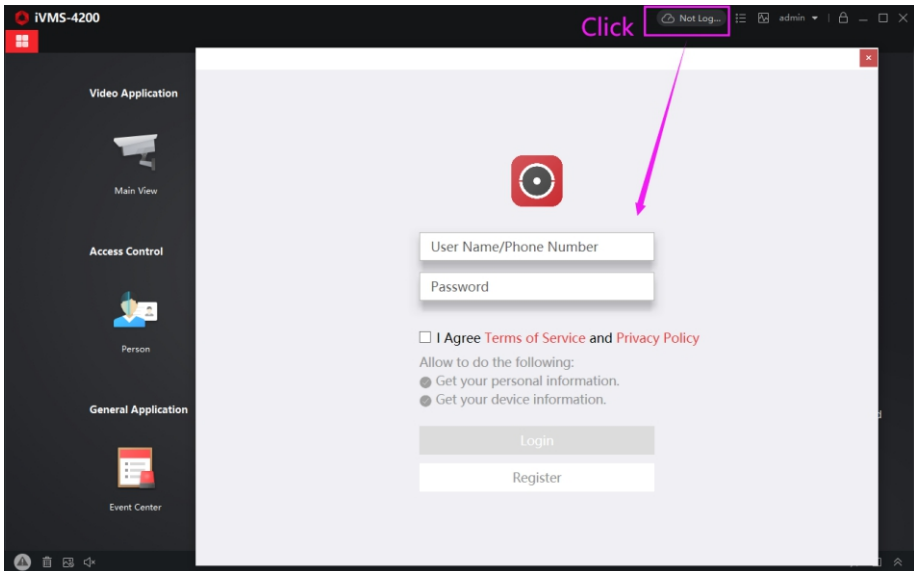 iVMS-4200
Click
Not Log...
admin
Video Application
Main View
Access Control
Person
General Application
Event Center
User Name/Phone Number
Password
I Agree Terms of Service and Privacy Policy
Allow to do the following:
Get your personal information.
Get your device information.
Login
Register